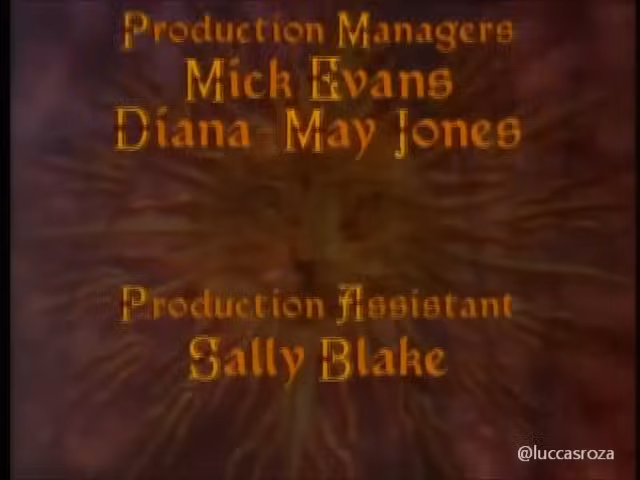 Production Managers
Mick Evans
Diana May Jones
Production Assistant
Sally Blake
@luccasroza